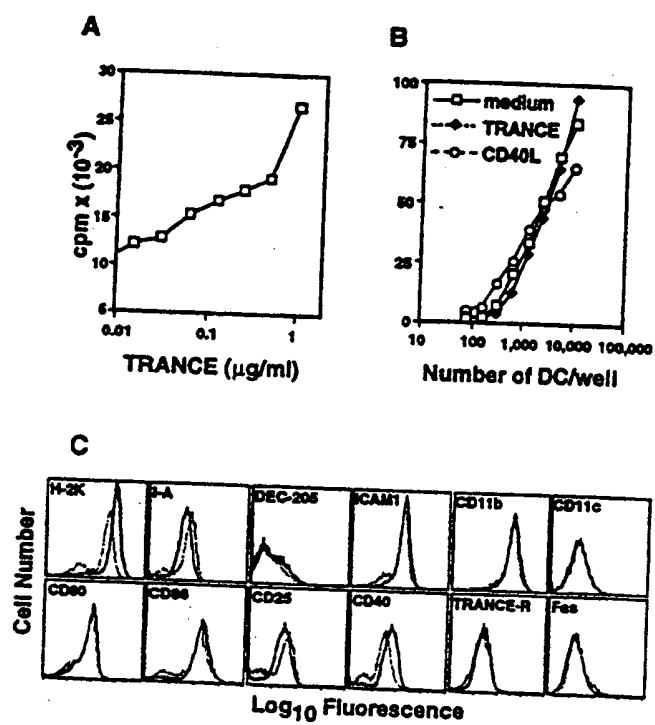 A
30
25
20
15
10
5
cpm x (10⁻³)
0.01 0.1 1
TRANCE (µg/ml)
B
100
75
50
25
0
medium
TRANCE
CD40L
10 100 1,000 10,000 100,000
Number of DC/well
C
Cell Number
H-2K I-A DEC-205 ICAM1 CD11b CD11c
CD80 CD86 CD25 CD40 TRANCE-R Fas
Log₁₀ Fluorescence